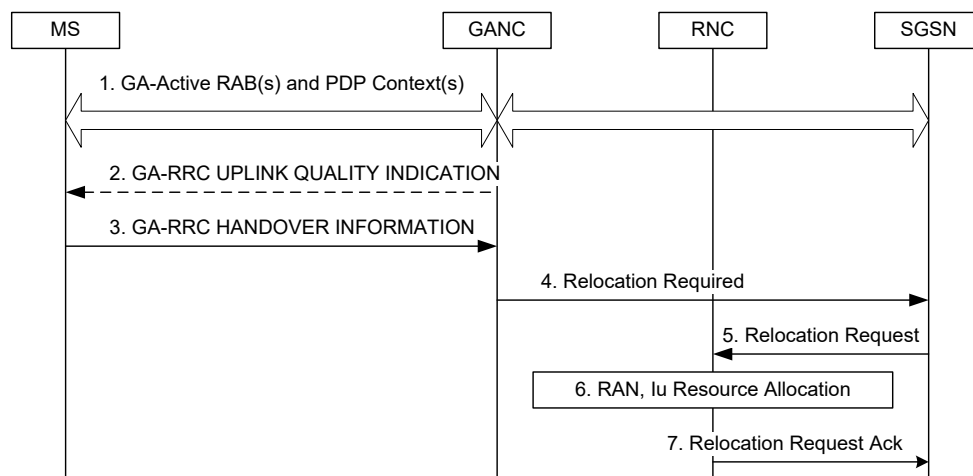 MS
GANC
RNC
SGSN
1. GA-Active RAB(s) and PDP Context(s)
2. GA-RRC UPLINK QUALITY INDICATION
3. GA-RRC HANDOVER INFORMATION
4. Relocation Required
5. Relocation Request
6. RAN, Iu Resource Allocation
7. Relocation Request Ack